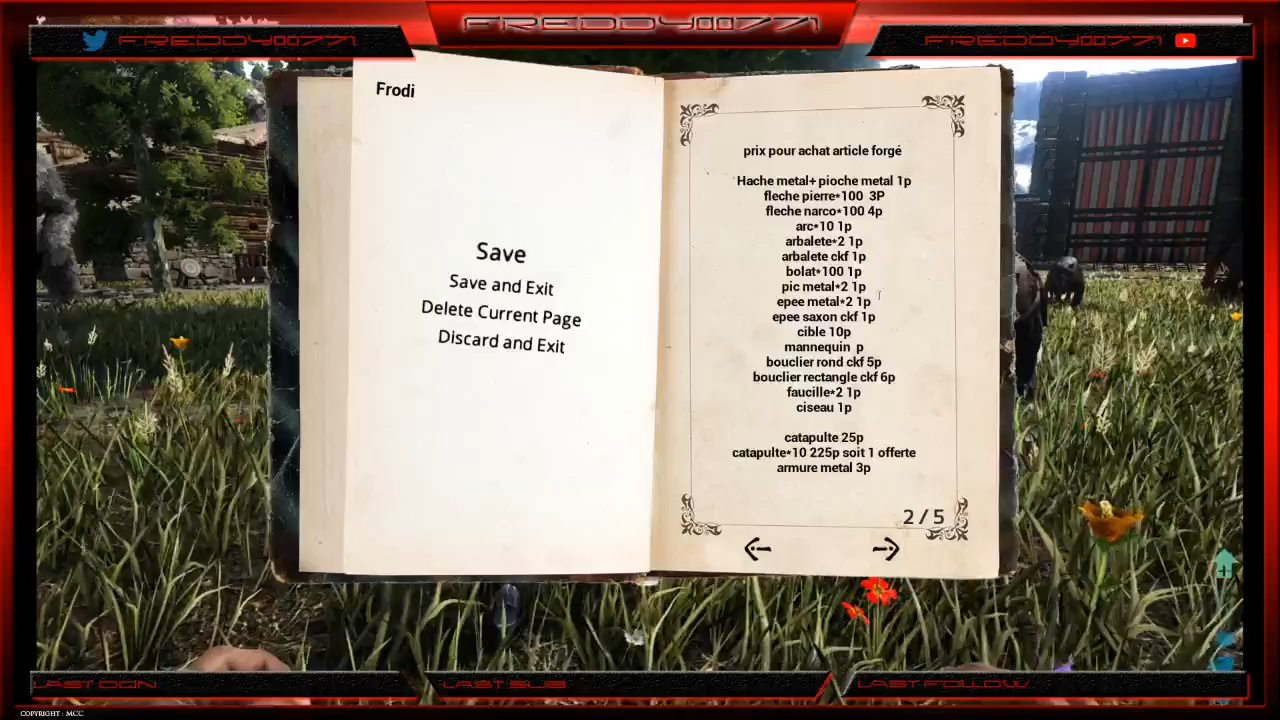 FREDDY00771
FREDDY00771
FREDDY00771
Frodi
Save
Save and Exit
Delete Current Page
Discard and Exit
prix pour achat article forgé
Hache metal+ pioche metal 1p
fleche pierre*100  3P
fleche narco*100 4p
arc*10 1p
arbalete*2 1p
arbalete ckf 1p
bolat*100 1p
pic metal*2 1p
epee metal*2 1p
epee saxon ckf 1p
cible 10p
mannequin  p
bouclier rond ckf 5p
bouclier rectangle ckf 6p
faucille*2 1p
ciseau 1p
catapulte 25p
catapulte*10 225p soit 1 offerte
armure metal 3p
2 / 5
LAST DON
LAST SUB
LAST FOLLOW
COPYRIGHT : MCC